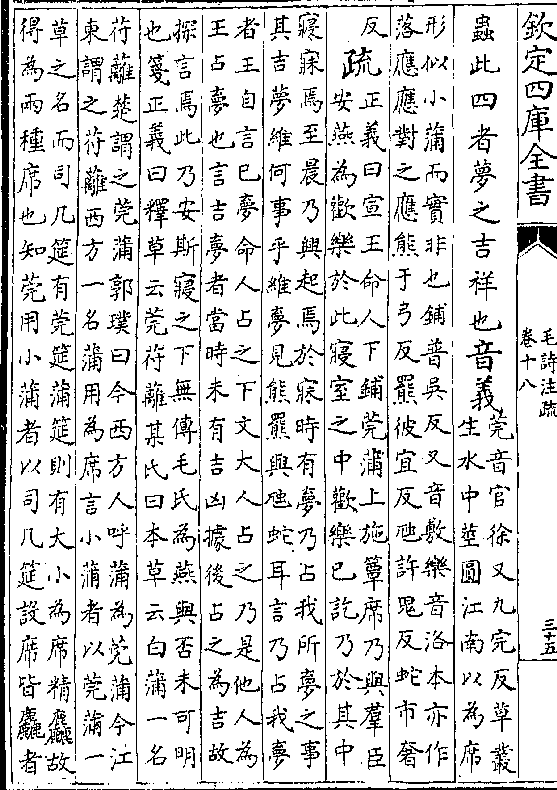 欽定四庫全書
毛詩注疏
卷十八
三十五
蟲此四者夢之吉祥也音義莞音官徐又九完反草叢
生水中莖圓江南以為席
形似小蒲而實非也鋪普吳反又音敷樂音洛本亦作
落應應對之應熊于弓反羆彼宜反虺許鬼反蛇市奢
反疏正義曰宣王命人下鋪莞蒲上施簟席乃與羣臣
安燕為歡樂於此寢室之中歡樂已訖乃於其中
寢寐焉至晨乃興起焉於寐時有夢乃占我所夢之事
其吉夢維何事乎維夢見熊羆與虺蛇耳言乃占我夢
者王自言已夢命人占之下文大人占之乃是他人為
王占夢也言吉夢者當時未有吉凶據後占之為吉故
探言焉此乃安斯寢之下無傳毛氏為燕與否未可明
也箋正義曰釋草云莞苻離某氏曰本草云白蒲一名
苻離楚謂之莞蒲郭璞曰今西方人呼蒲為莞蒲今江
東謂之苻離西方一名蒲用為席言小蒲者以莞蒲一
草之名而司几筵有莞筵蒲筵則有大小為席精麤故
得為兩種席也知莞用小蒲者以司几筵設席皆麤者